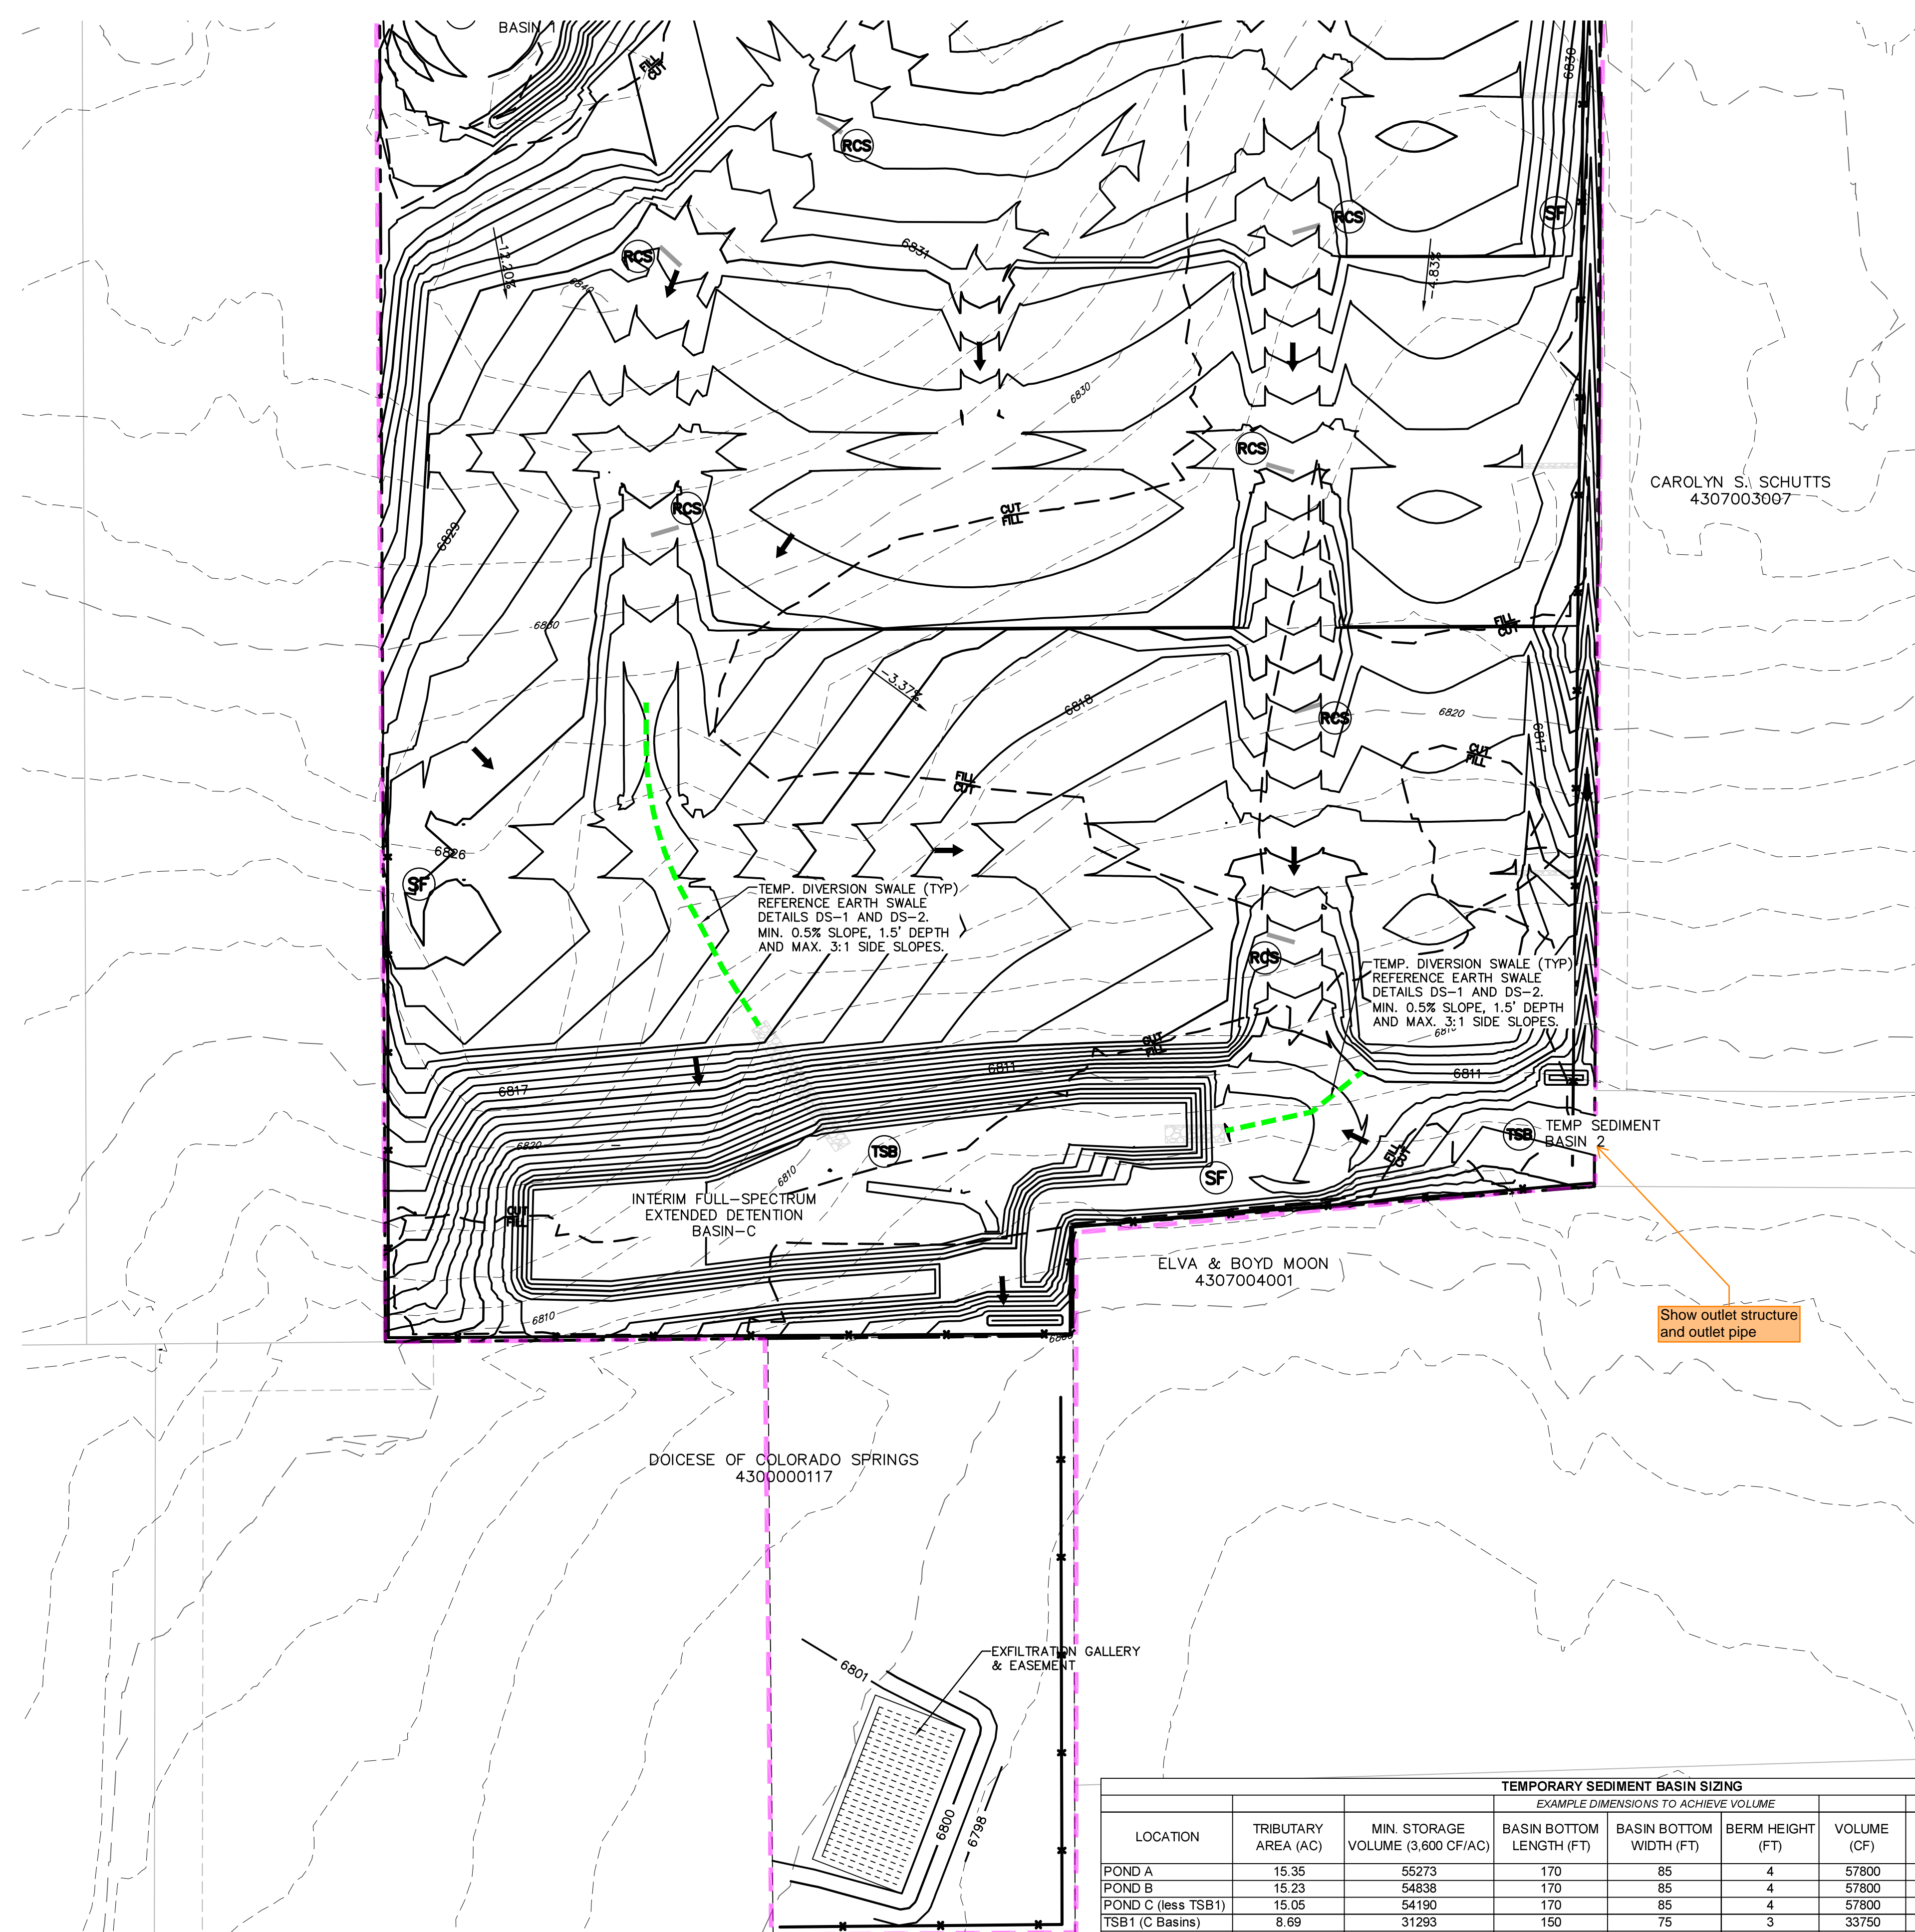 BASIN 1
FILL
CUT
6830
RCS
RCS
SF
6831
RCS
-12.20%
-4.83%
6840
6830
RCS
CAROLYN S. SCHUTTS
4307003007
RCS
CUT
FILL
6829
6830
FILL
CUT
-3.37%
6818
6820
RCS
6817
CUT
FILL
FILL
CUT
6826
SF
TEMP. DIVERSION SWALE (TYP)
REFERENCE EARTH SWALE
DETAILS DS-1 AND DS-2.
MIN. 0.5% SLOPE, 1.5' DEPTH
AND MAX. 3:1 SIDE SLOPES.
RCS
TEMP. DIVERSION SWALE (TYP)
REFERENCE EARTH SWALE
DETAILS DS-1 AND DS-2.
MIN. 0.5% SLOPE, 1.5' DEPTH
AND MAX. 3:1 SIDE SLOPES.
CUT
FILL
6811
6811
6817
6820
TSB
6810
TSB
TEMP SEDIMENT
BASIN 2
FILL
CUT
SF
INTERIM FULL-SPECTRUM
EXTENDED DETENTION
BASIN-C
CUT
FILL
ELVA & BOYD MOON
4307004001
6810
Show outlet structure
and outlet pipe
DOICESE OF COLORADO SPRINGS
4300000117
EXFILTRATION GALLERY
& EASEMENT
6801
6800
6798
TEMPORARY SEDIMENT BASIN SIZING
EXAMPLE DIMENSIONS TO ACHIEVE VOLUME
LOCATION TRIBUTARY AREA (AC) MIN. STORAGE VOLUME (3,600 CF/AC) BASIN BOTTOM LENGTH (FT) BASIN BOTTOM WIDTH (FT) BERM HEIGHT (FT) VOLUME (CF)
POND A 15.35 55273 170 85 4 57800
POND B 15.23 54838 170 85 4 57800
POND C (less TSB1) 15.05 54190 170 85 4 57800
TSB1 (C Basins) 8.69 31293 150 75 3 33750